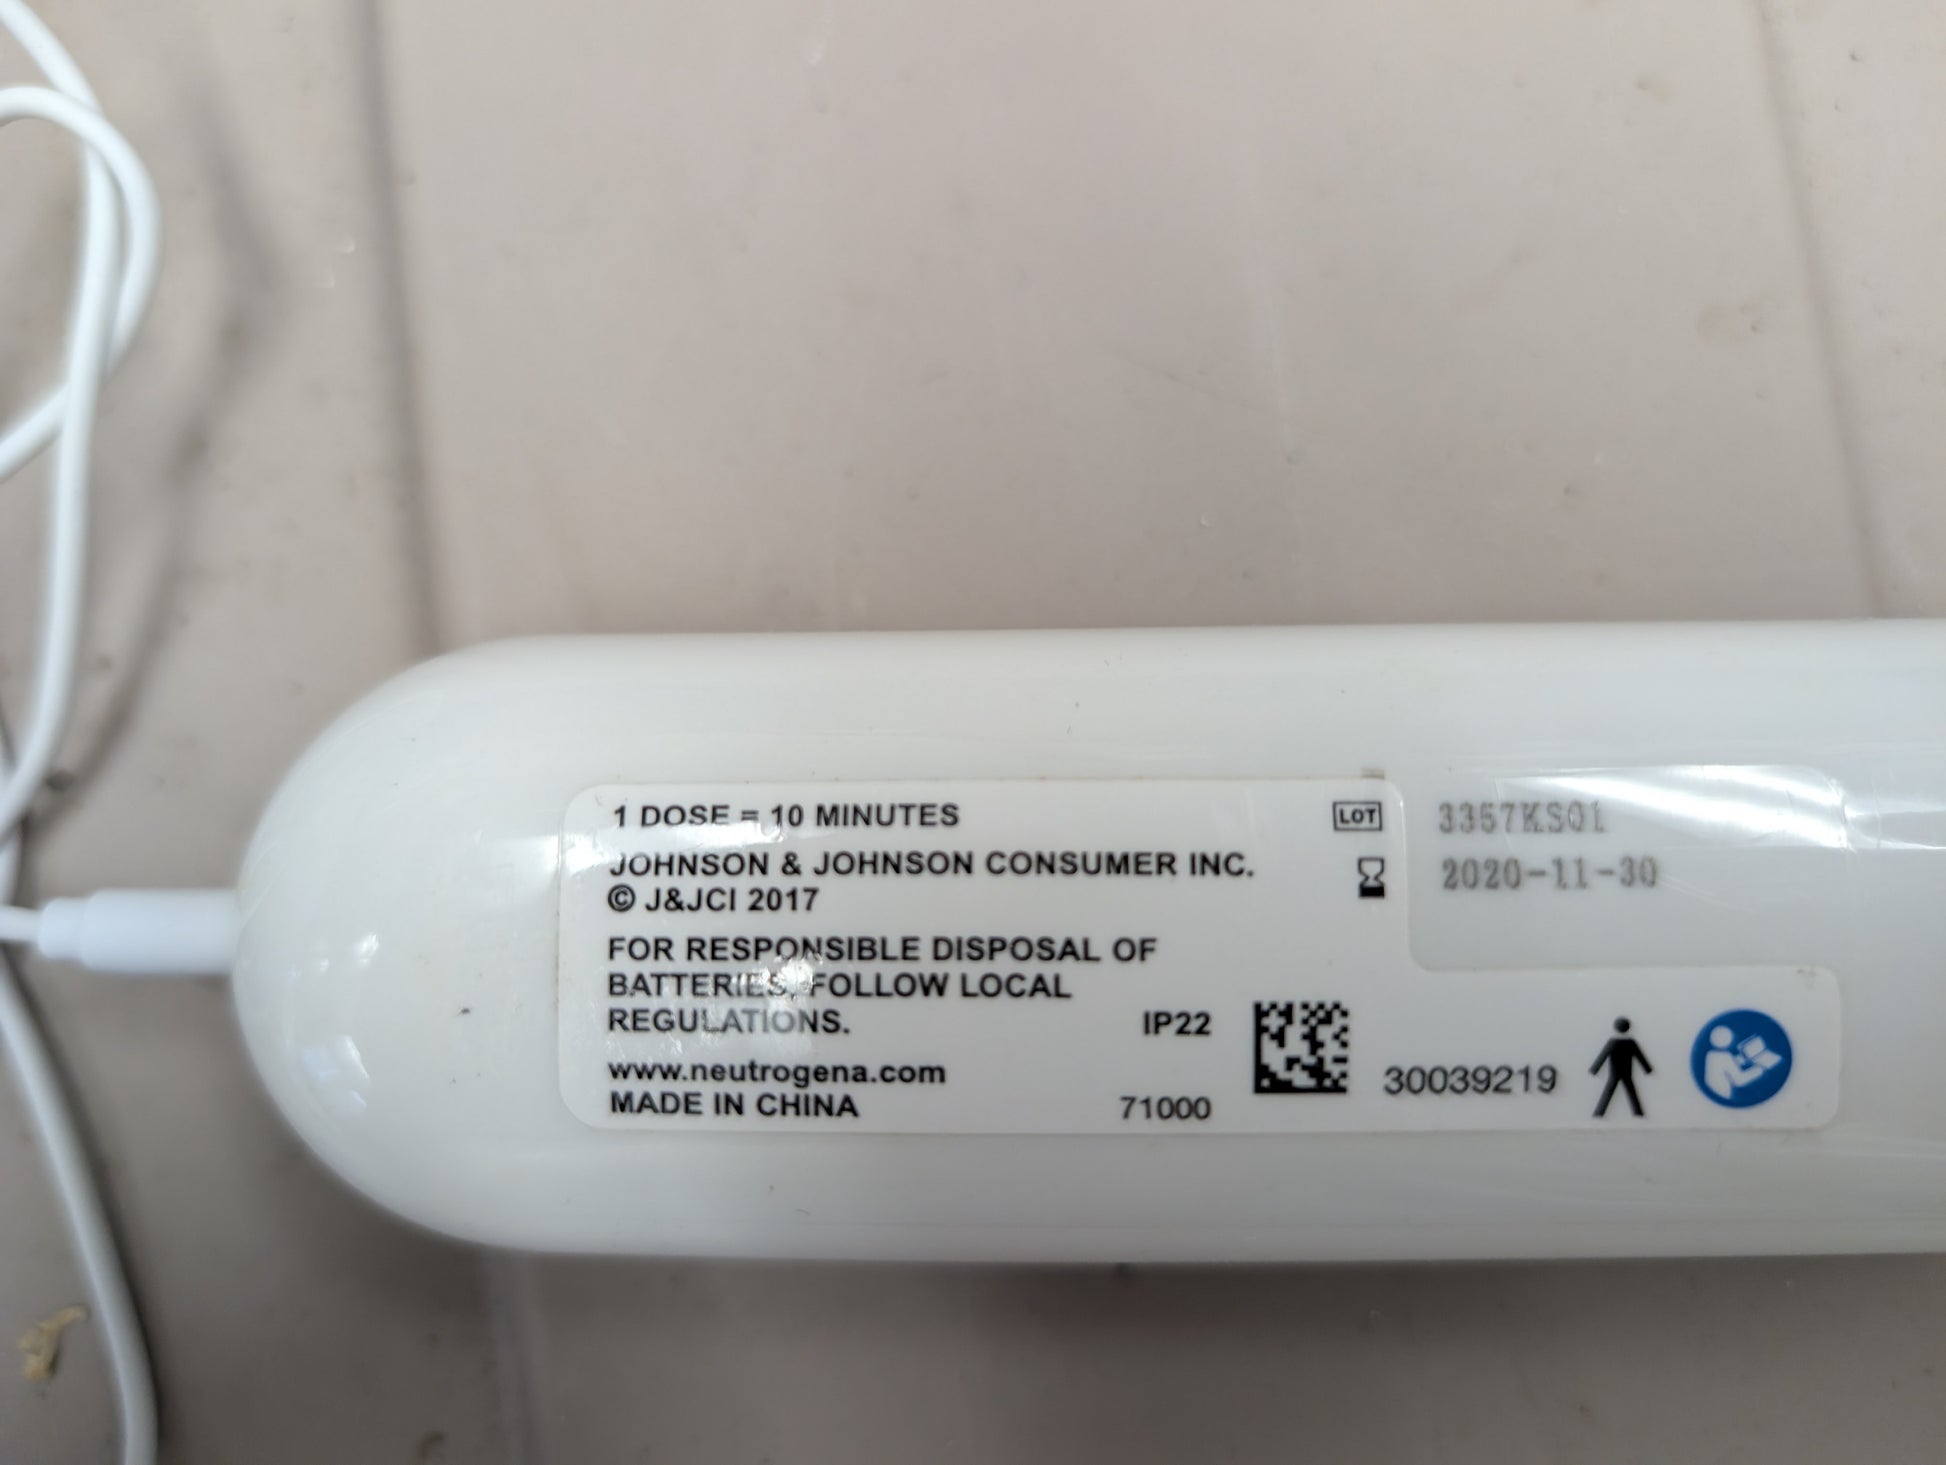 1 DOSE = 10 MINUTES
JOHNSON & JOHNSON CONSUMER INC.
© J&JCI 2017
FOR RESPONSIBLE DISPOSAL OF
BATTERIES, FOLLOW LOCAL
REGULATIONS.
IP22
www.neutrogena.com
MADE IN CHINA
71000
LOT 3357KS01
2020-11-30
30039219